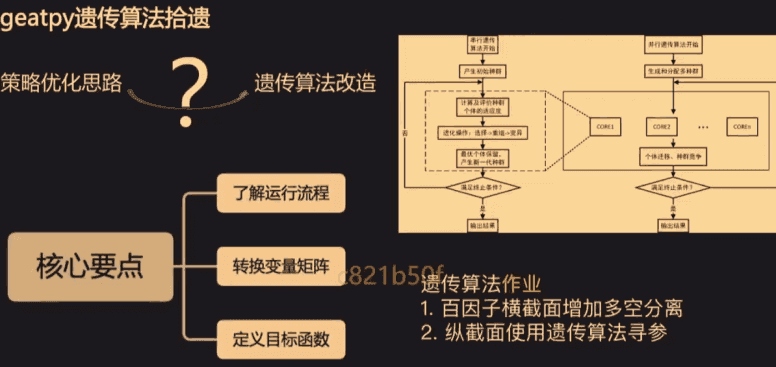 geatpy遗传算法拾遗
策略优化思路
?
遗传算法改造
核心要点
了解运行流程
转换变量矩阵
定义目标函数
c821b50f
串行遗传
算法开始
产生初始种群
计算及评价种群
个体的适应度
进化操作:选择->重组->变异
最优个体保留,
产生新一代种群
满足终止条件?
否
是
输出结果
并行遗传算法开始
生成和分配多种群
CORE1
CORE2
...
COREn
个体迁移、种群竞争
满足终止条件?
是
输出结果
遗传算法作业
1. 百因子横截面增加多空分离
2. 纵截面使用遗传算法寻参